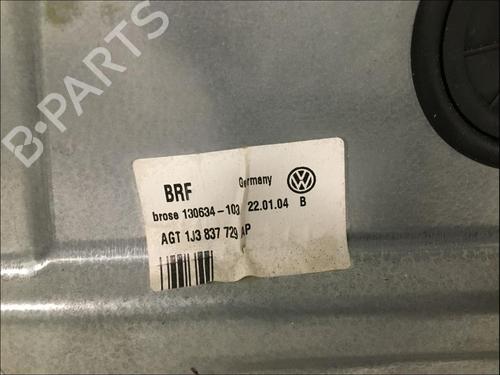 B-PARTS
BRF Germany
brose 130634-103 22.01.04 B
AGT 1J3 837 729 AP